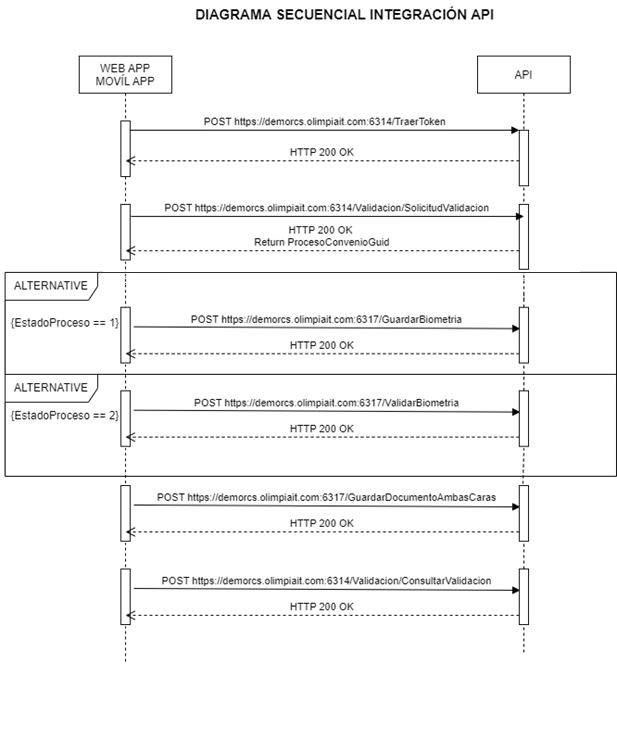 DIAGRAMA SECUENCIAL INTEGRACIÓN API
WEB APP
MOVÍL APP
API
POST https://demorcs.olimpiait.com:6314/TraerToken
HTTP 200 OK
POST https://demorcs.olimpiait.com:6314/Validacion/SolicitudValidacion
HTTP 200 OK
Return ProcesoConvenioGuid
ALTERNATIVE
{EstadoProceso == 1}
POST https://demorcs.olimpiait.com:6317/GuardarBiometria
HTTP 200 OK
ALTERNATIVE
{EstadoProceso == 2}
POST https://demorcs.olimpiait.com:6317/ValidarBiometria
HTTP 200 OK
POST https://demorcs.olimpiait.com:6317/GuardarDocumentoAmbasCaras
HTTP 200 OK
POST https://demorcs.olimpiait.com:6314/Validacion/ConsultarValidacion
HTTP 200 OK